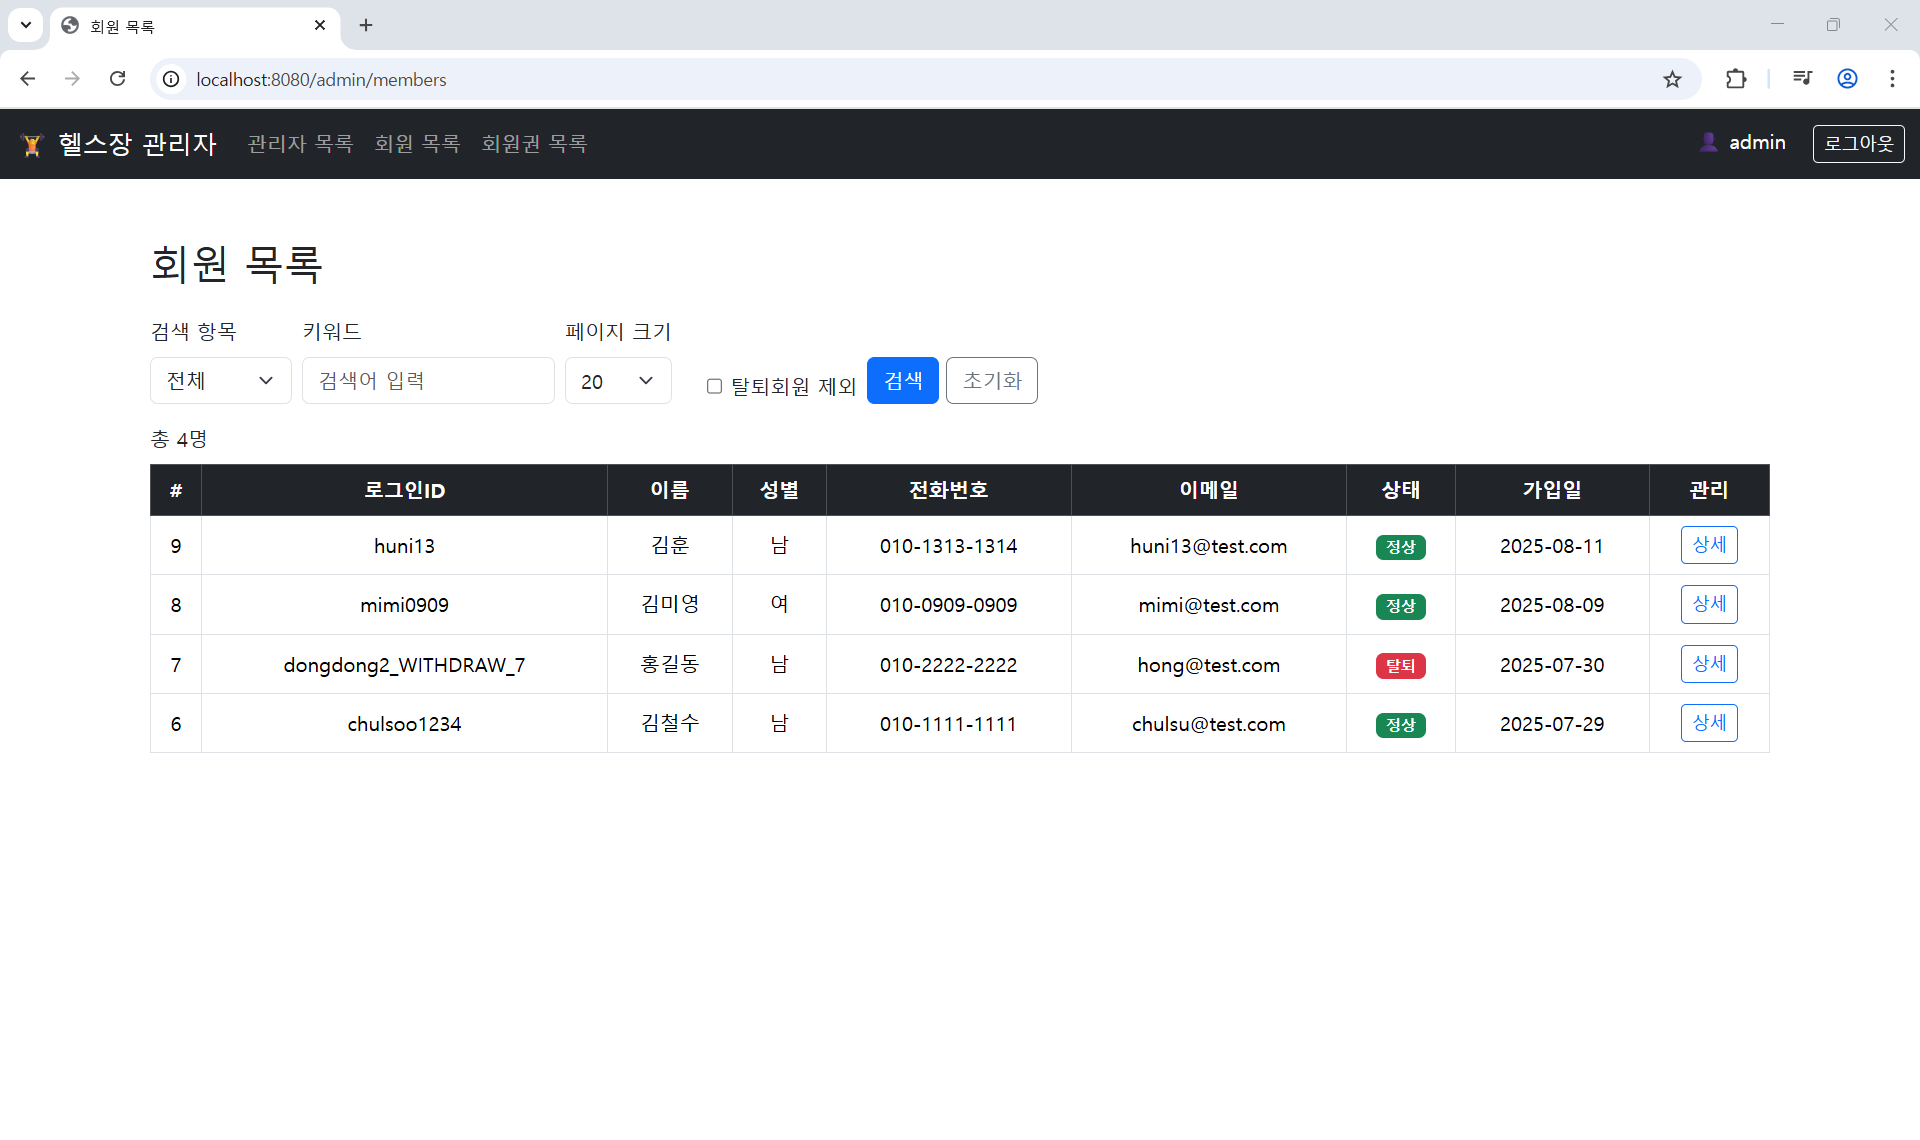 회원 목록
localhost:8080/admin/members
헬스장 관리자 관리자 목록 회원 목록 회원권 목록 admin 로그아웃
회원 목록
검색 항목 키워드 페이지 크기
전체 검색어 입력 20 탈퇴회원 제외 검색 초기화
총 4명
# 로그인ID 이름 성별 전화번호 이메일 상태 가입일 관리
9 huni13 김훈 남 010-1313-1314 huni13@test.com 정상 2025-08-11 상세
8 mimi0909 김미영 여 010-0909-0909 mimi@test.com 정상 2025-08-09 상세
7 dongdong2_WITHDRAW_7 홍길동 남 010-2222-2222 hong@test.com 탈퇴 2025-07-30 상세
6 chulsoo1234 김철수 남 010-1111-1111 chulsu@test.com 정상 2025-07-29 상세